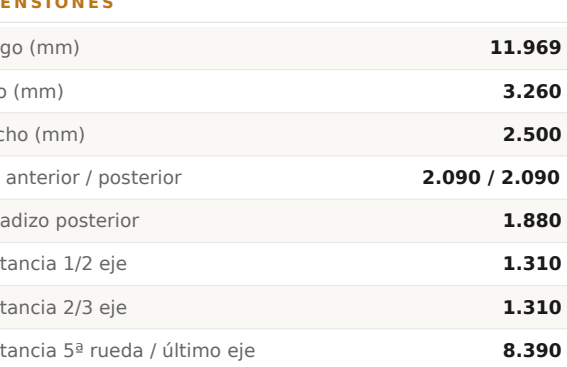 ENSIONES
go (mm) 11.969
o (mm) 3.260
cho (mm) 2.500
anterior / posterior 2.090 / 2.090
adizo posterior 1.880
tancia 1/2 eje 1.310
tancia 2/3 eje 1.310
tancia 5ª rueda / último eje 8.390